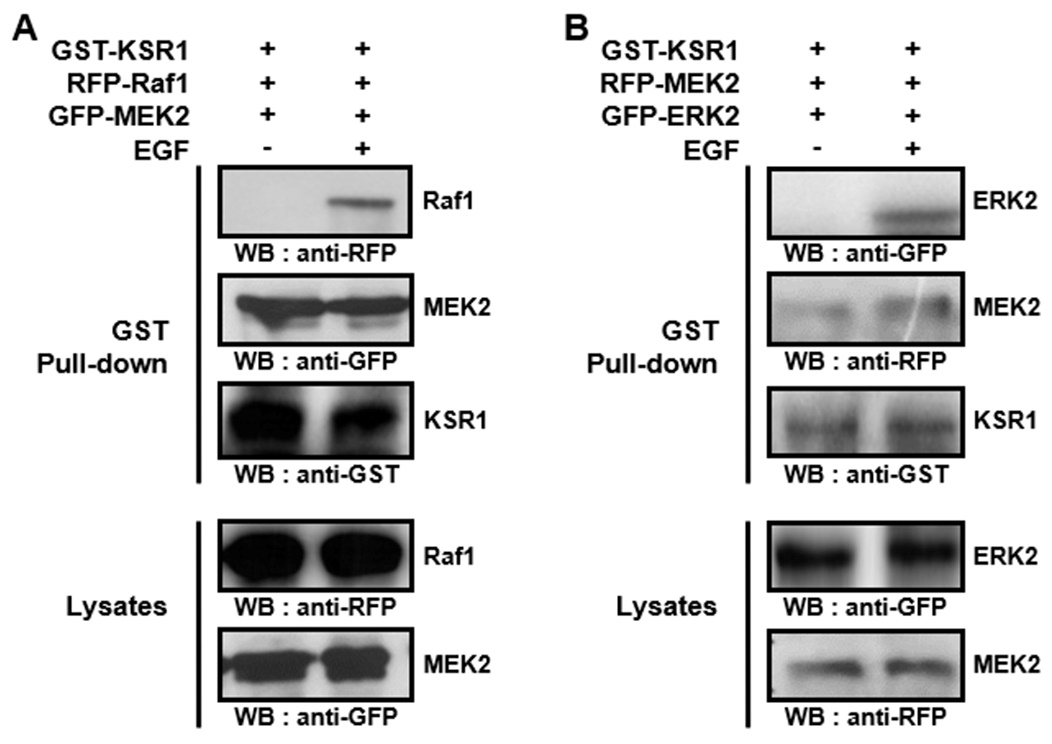 A
GST-KSR1 + +
RFP-Raf1 + +
GFP-MEK2 + +
EGF - +
Raf1
WB : anti-RFP
MEK2
WB : anti-GFP
KSR1
WB : anti-GST
GST
Pull-down
Raf1
WB : anti-RFP
MEK2
WB : anti-GFP
Lysates
B
GST-KSR1 + +
RFP-MEK2 + +
GFP-ERK2 + +
EGF - +
ERK2
WB : anti-GFP
MEK2
WB : anti-RFP
KSR1
WB : anti-GST
GST
Pull-down
ERK2
WB : anti-GFP
MEK2
WB : anti-RFP
Lysates